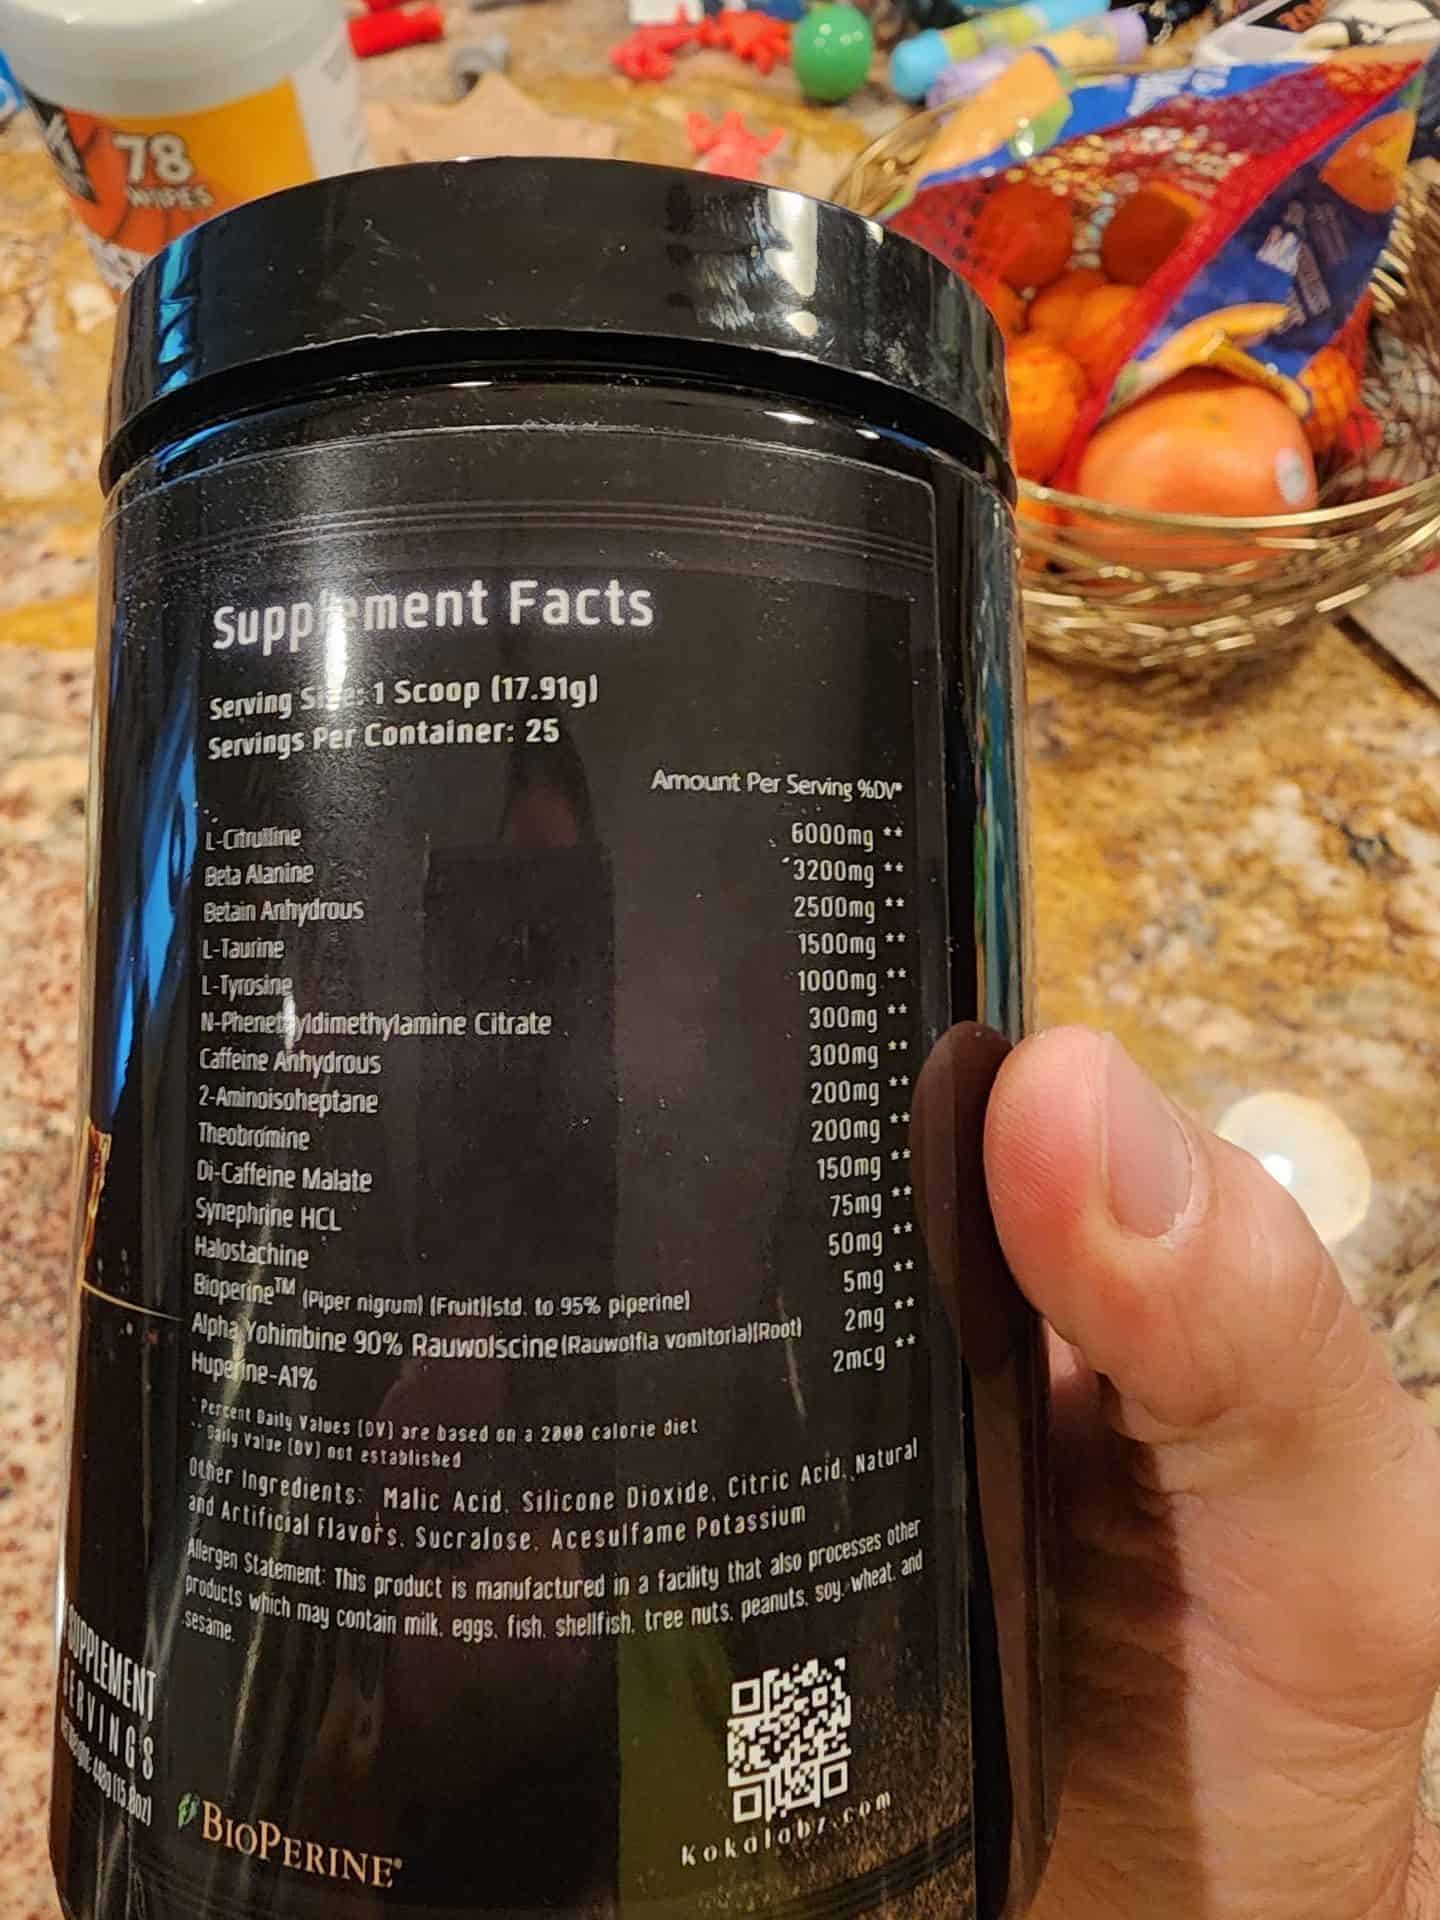 78
WIPES
Supplement Facts
Serving Size: 1 Scoop (17.91g)
Servings Per Container: 25
Amount Per Serving %DV*
L-Citrulline 6000mg **
Beta Alanine 3200mg **
Betain Anhydrous 2500mg **
L-Taurine 1500mg **
L-Tyrosine 1000mg **
N-Phenethyldimethylamine Citrate 300mg **
Caffeine Anhydrous 300mg **
2-Aminoisoheptane 200mg **
Theobromine 200mg **
Di-Caffeine Malate 150mg **
Synephrine HCL 75mg **
Halostachine 50mg **
Bioperine™ (Piper nigrum) (Fruit)(std. to 95% piperine) 5mg **
Alpha Yohimbine 90% Rauwolscine (Rauwolfia vomitoria)(Root) 2mg **
Huperine-A1% 2mcg **
* Percent Daily Values (DV) are based on a 2000 calorie diet
** Daily Value (DV) not established
Other Ingredients: Malic Acid, Silicone Dioxide, Citric Acid, Natural
and Artificial Flavors, Sucralose, Acesulfame Potassium
Allergen Statement: This product is manufactured in a facility that also processes other
products which may contain milk, eggs, fish, shellfish, tree nuts, peanuts, soy, wheat, and
sesame.
SUPPLEMENT
SERVINGS
448g (15.8oz)
BIOPERINE®
Kokalabz.com